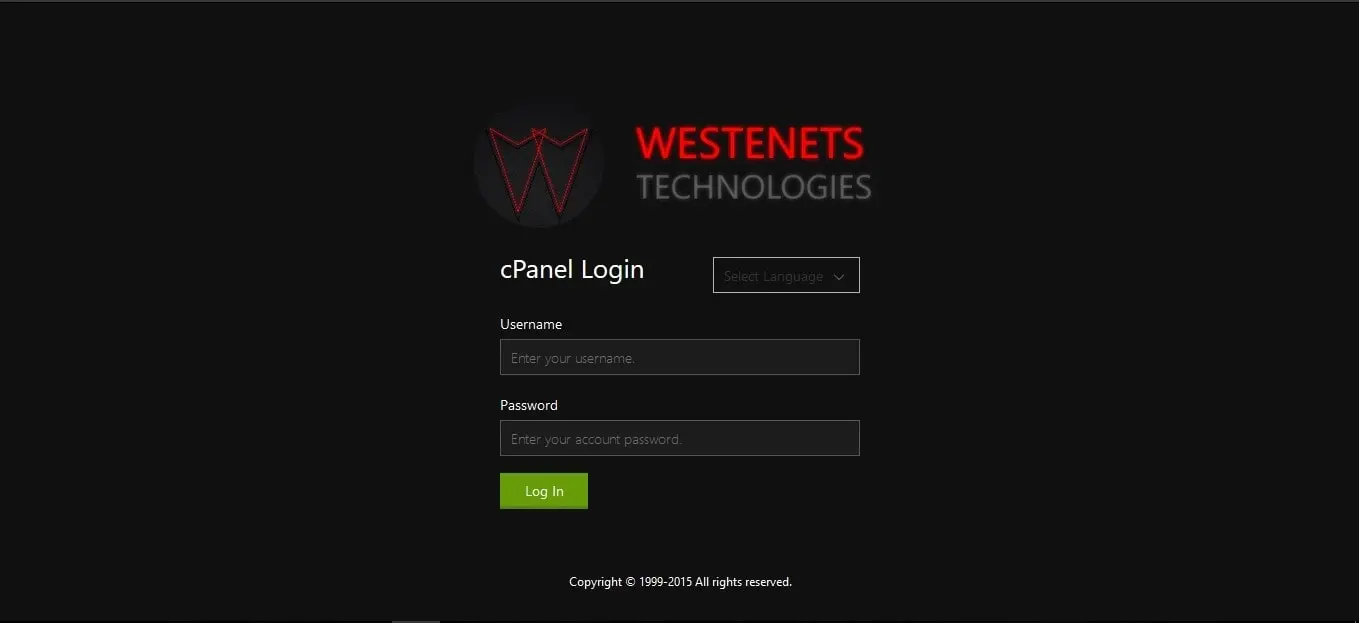 WESTENETS
TECHNOLOGIES
cPanel Login
Select Language
Username
Enter your username.
Password
Enter your account password.
Log In
Copyright © 1999-2015 All rights reserved.